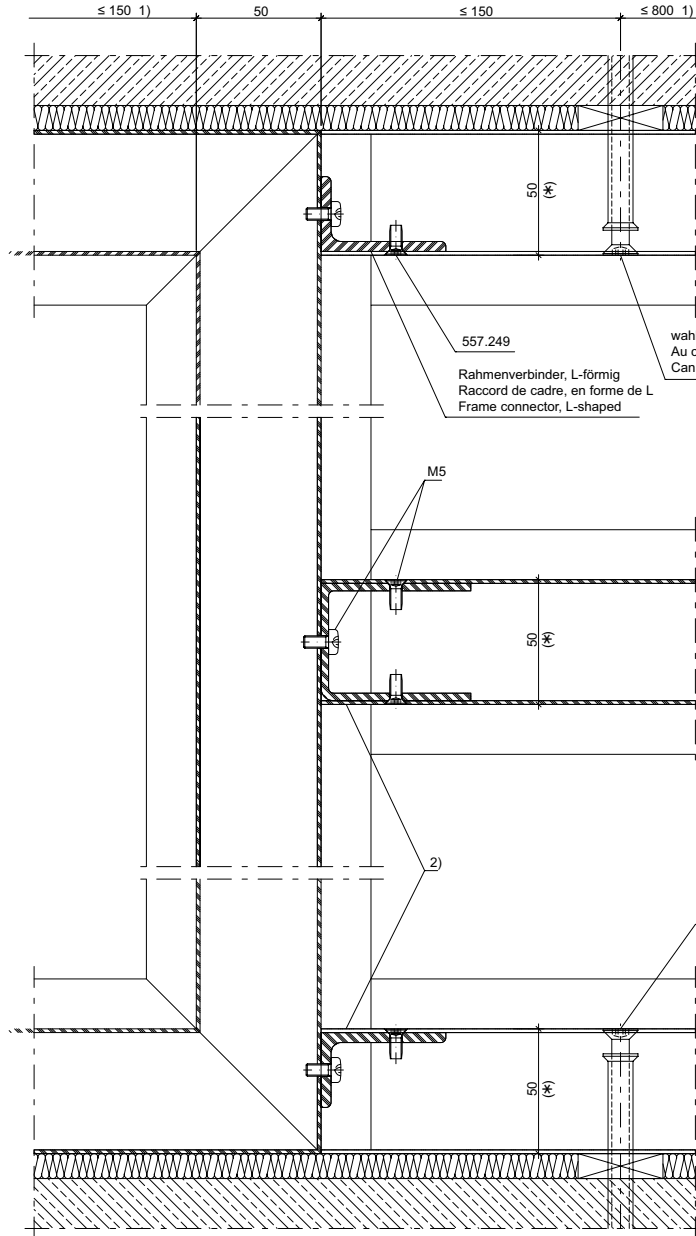 ≤ 150 1) 50 ≤ 150 ≤ 800 1)
50
(*)
557.249
Au
Can
Rahmenverbinder, L-förmig
Raccord de cadre, en forme de L
Frame connector, L-shaped
M5
50
(*)
2)
50
(*)